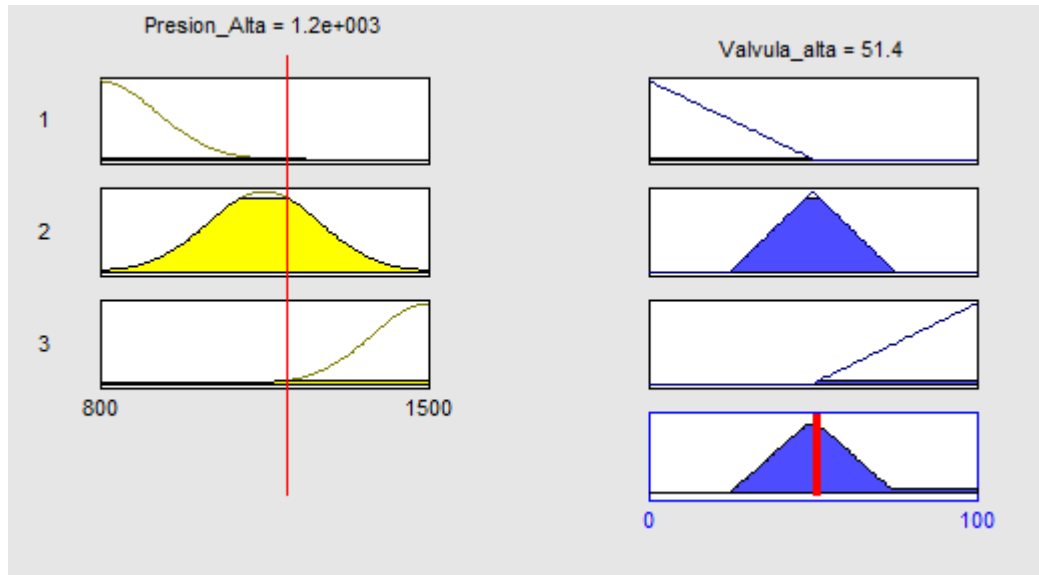 Presion_Alta = 1.2e+003
Valvula_alta = 51.4
1
2
3
800 1500
0 100